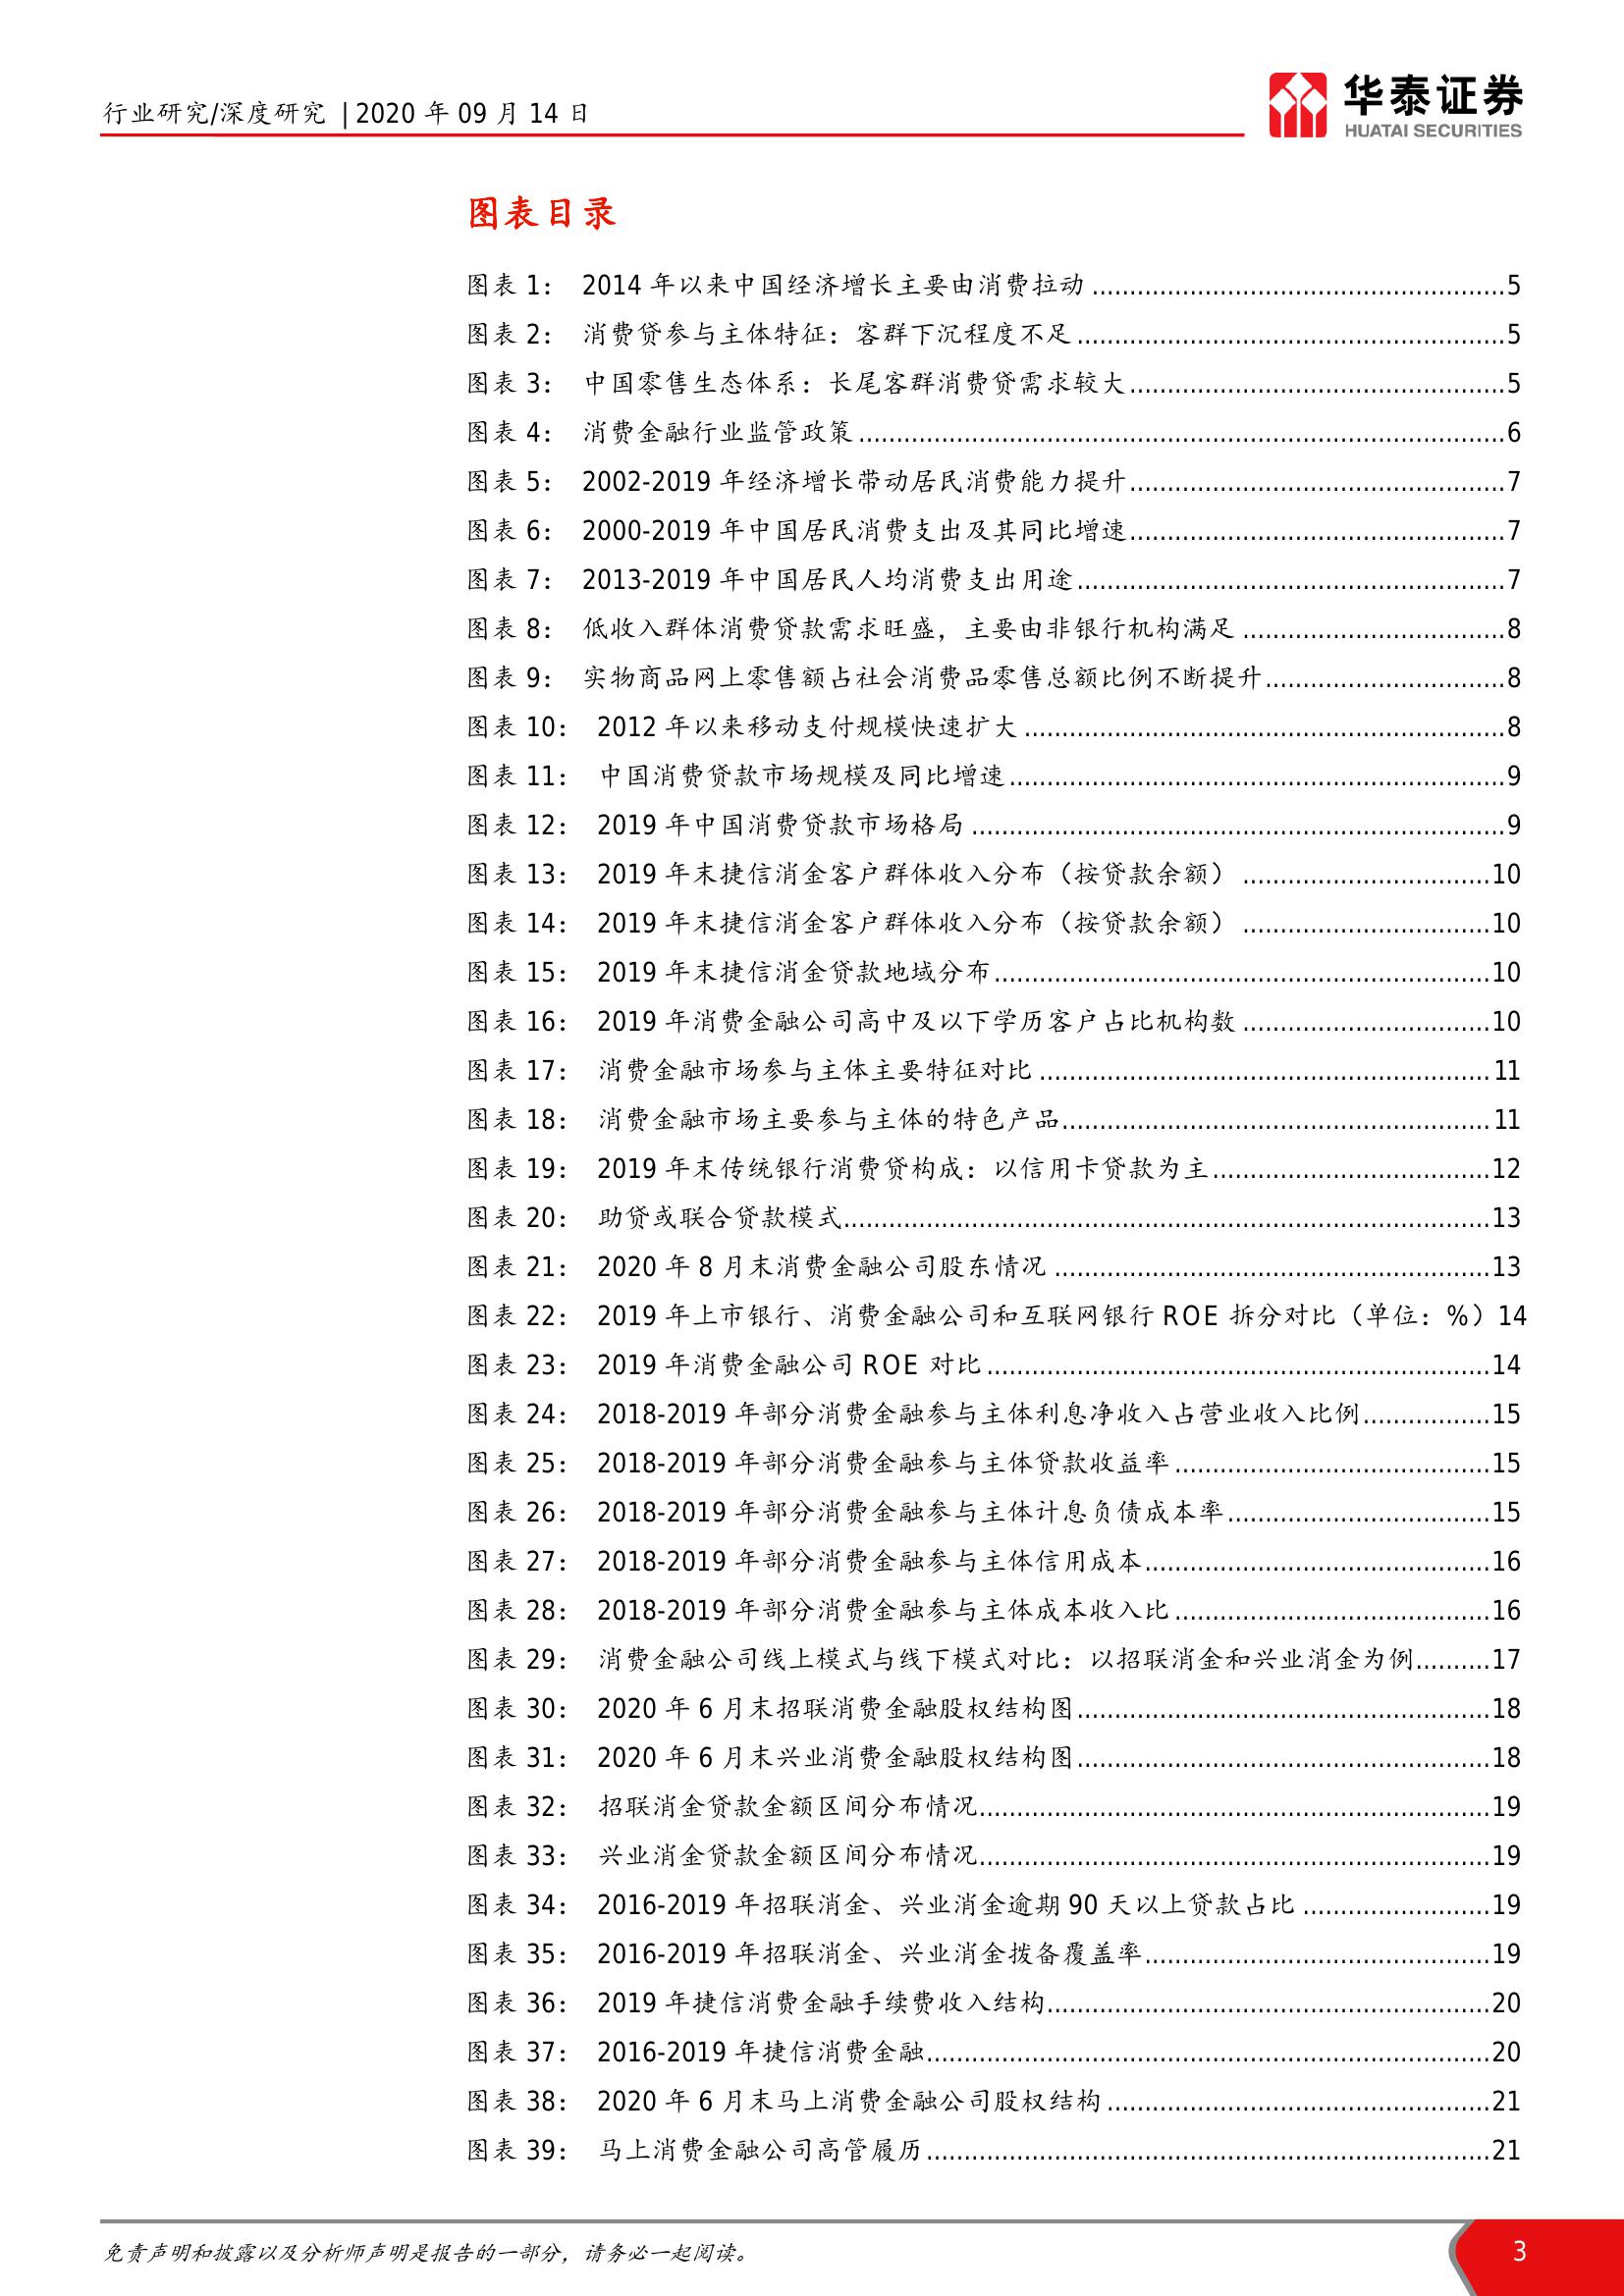 行业研究/深度研究 | 2020 年 09 月 14 日
华泰证券
HUATAI SECURITIES
图表目录
图表 1： 2014 年以来中国经济增长主要由消费拉动 ........................................................5
图表 2： 消费贷参与主体特征：客群下沉程度不足..........................................................5
图表 3： 中国零售生态体系：长尾客群消费贷需求较大...................................................5
图表 4： 消费金融行业监管政策.......................................................................................6
图表 5： 2002-2019 年经济增长带动居民消费能力提升...................................................7
图表 6： 2000-2019 年中国居民消费支出及其同比增速...................................................7
图表 7： 2013-2019 年中国居民人均消费支出用途..........................................................7
图表 8： 低收入群体消费贷款需求旺盛，主要由非银行机构满足 ....................................8
图表 9： 实物商品网上零售额占社会消费品零售总额比例不断提升.................................8
图表 10： 2012 年以来移动支付规模快速扩大 .................................................................8
图表 11： 中国消费贷款市场规模及同比增速...................................................................9
图表 12： 2019 年中国消费贷款市场格局 ........................................................................9
图表 13： 2019 年末捷信消金客户群体收入分布（按贷款余额） ..................................10
图表 14： 2019 年末捷信消金客户群体收入分布（按贷款余额） ..................................10
图表 15： 2019 年末捷信消金贷款地域分布...................................................................10
图表 16： 2019 年消费金融公司高中及以下学历客户占比机构数 ..................................10
图表 17： 消费金融市场参与主体主要特征对比 .............................................................11
图表 18： 消费金融市场主要参与主体的特色产品..........................................................11
图表 19： 2019 年末传统银行消费贷构成：以信用卡贷款为主......................................12
图表 20： 助贷或联合贷款模式.......................................................................................13
图表 21： 2020 年 8 月末消费金融公司股东情况 ...........................................................13
图表 22： 2019 年上市银行、消费金融公司和互联网银行 ROE 拆分对比（单位：%）14
图表 23： 2019 年消费金融公司 ROE 对比....................................................................14
图表 24： 2018-2019 年部分消费金融参与主体利息净收入占营业收入比例.................15
图表 25： 2018-2019 年部分消费金融参与主体贷款收益率...........................................15
图表 26： 2018-2019 年部分消费金融参与主体计息负债成本率....................................15
图表 27： 2018-2019 年部分消费金融参与主体信用成本...............................................16
图表 28： 2018-2019 年部分消费金融参与主体成本收入比...........................................16
图表 29： 消费金融公司线上模式与线下模式对比：以招联消金和兴业消金为例..........17
图表 30： 2020 年 6 月末招联消费金融股权结构图........................................................18
图表 31： 2020 年 6 月末兴业消费金融股权结构图........................................................18
图表 32： 招联消金贷款金额区间分布情况.....................................................................19
图表 33： 兴业消金贷款金额区间分布情况.....................................................................19
图表 34： 2016-2019 年招联消金、兴业消金逾期 90 天以上贷款占比 .........................19
图表 35： 2016-2019 年招联消金、兴业消金拨备覆盖率...............................................19
图表 36： 2019 年捷信消费金融手续费收入结构............................................................20
图表 37： 2016-2019 年捷信消费金融............................................................................20
图表 38： 2020 年 6 月末马上消费金融公司股权结构 ....................................................21
图表 39： 马上消费金融公司高管履历............................................................................21
免责声明和披露以及分析师声明是报告的一部分，请务必一起阅读。
3